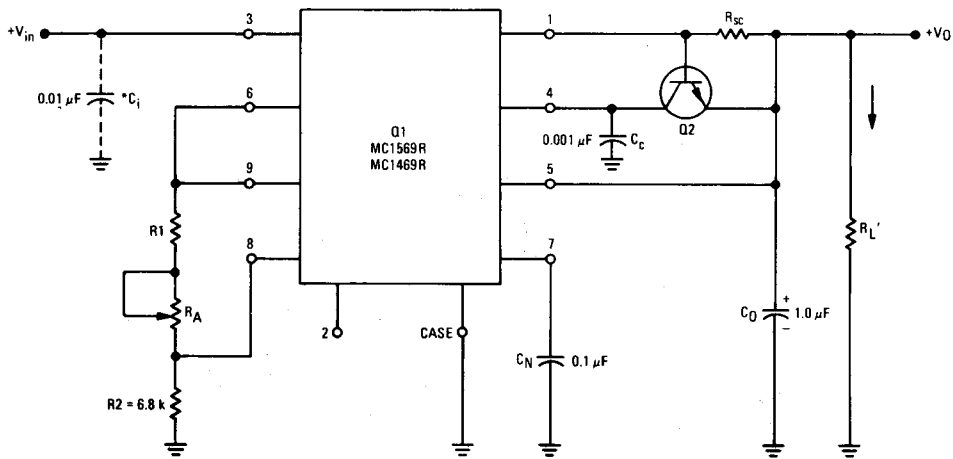 +Vin
3
0.01 µF
*Ci
6
9
R1
8
RA
R2 = 6.8 k
Q1
MC1569R
MC1469R
2
CASE
1
RSC
+VO
4
Q2
0.001 µF
Cc
5
7
CN
0.1 µF
CO
+
1.0 µF
–
RL'